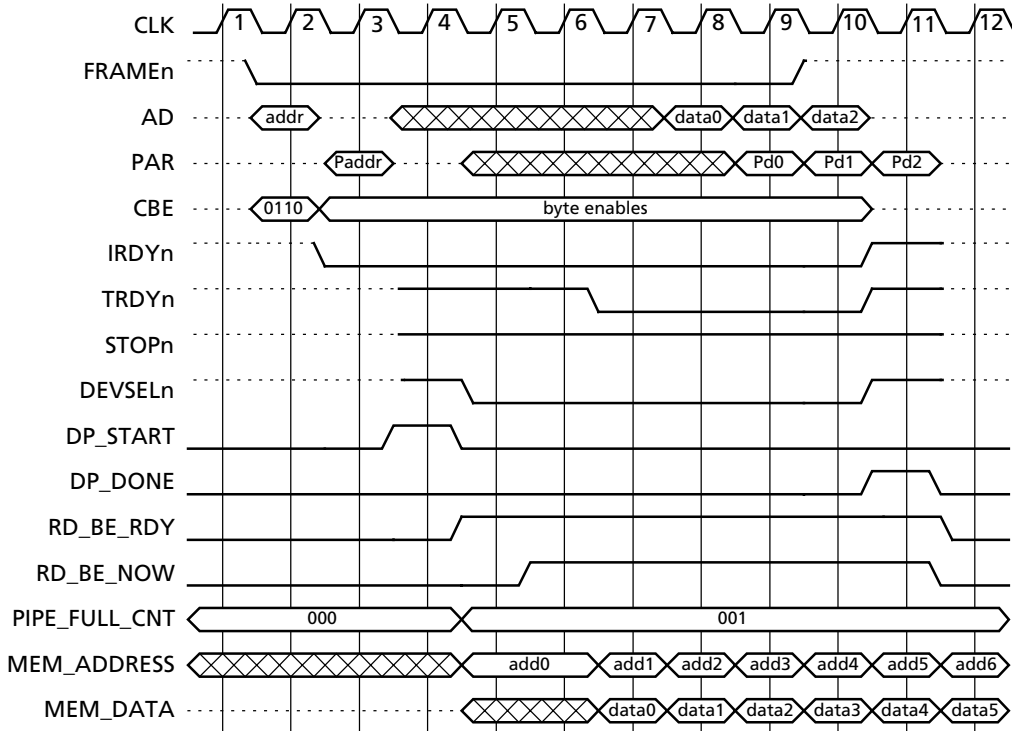 CLK 1 2 3 4 5 6 7 8 9 10 11 12
FRAMEn
AD addr data0 data1 data2
PAR Paddr Pd0 Pd1 Pd2
CBE 0110 byte enables
IRDYn
TRDYn
STOPn
DEVSELn
DP_START
DP_DONE
RD_BE_RDY
RD_BE_NOW
PIPE_FULL_CNT 000 001
MEM_ADDRESS add0 add1 add2 add3 add4 add5 add6
MEM_DATA data0 data1 data2 data3 data4 data5